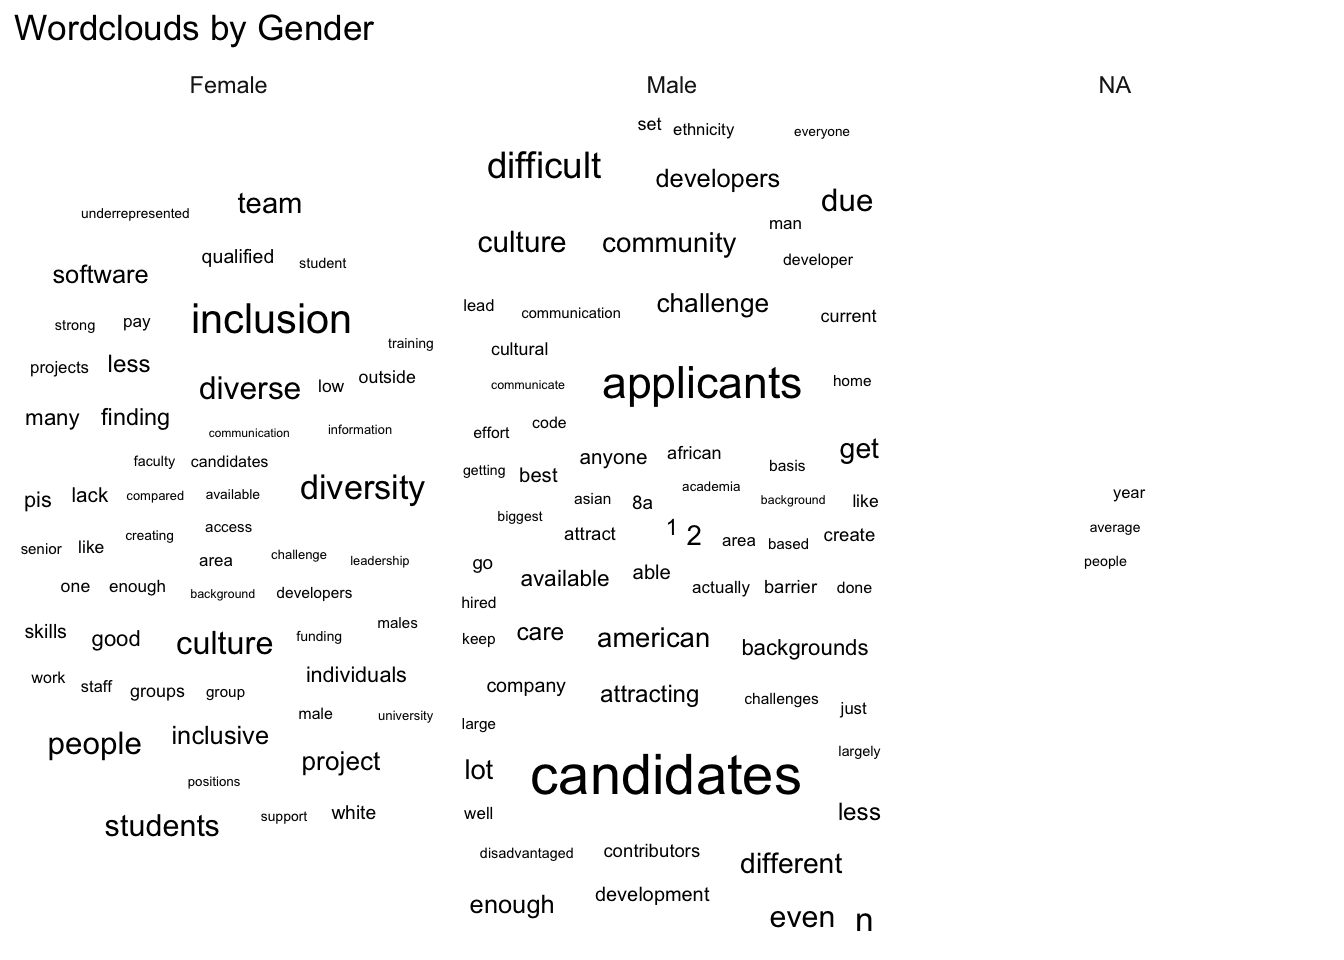 Wordclouds by Gender
Female
Male
NA
team
underrepresented
qualified
student
software
inclusion
strong
pay
training
projects
less
diverse
low
outside
many
finding
communication
information
faculty
candidates
diversity
pis
lack
compared
available
access
creating
senior
like
area
challenge
leadership
one
enough
background
developers
skills
good
culture
funding
males
individuals
work
staff
groups
group
male
university
people
inclusive
project
positions
students
support
white
set
ethnicity
everyone
difficult
developers
due
man
culture
community
developer
lead
communication
challenge
current
cultural
communicate
applicants
home
effort
code
anyone
african
get
getting
best
basis
academia
asian
8a
background
like
biggest
attract
1
2
area
based
create
go
available
able
actually
barrier
done
hired
keep
care
american
backgrounds
company
attracting
challenges
just
large
largely
lot
candidates
well
less
disadvantaged
contributors
different
enough
development
even
n
year
average
people